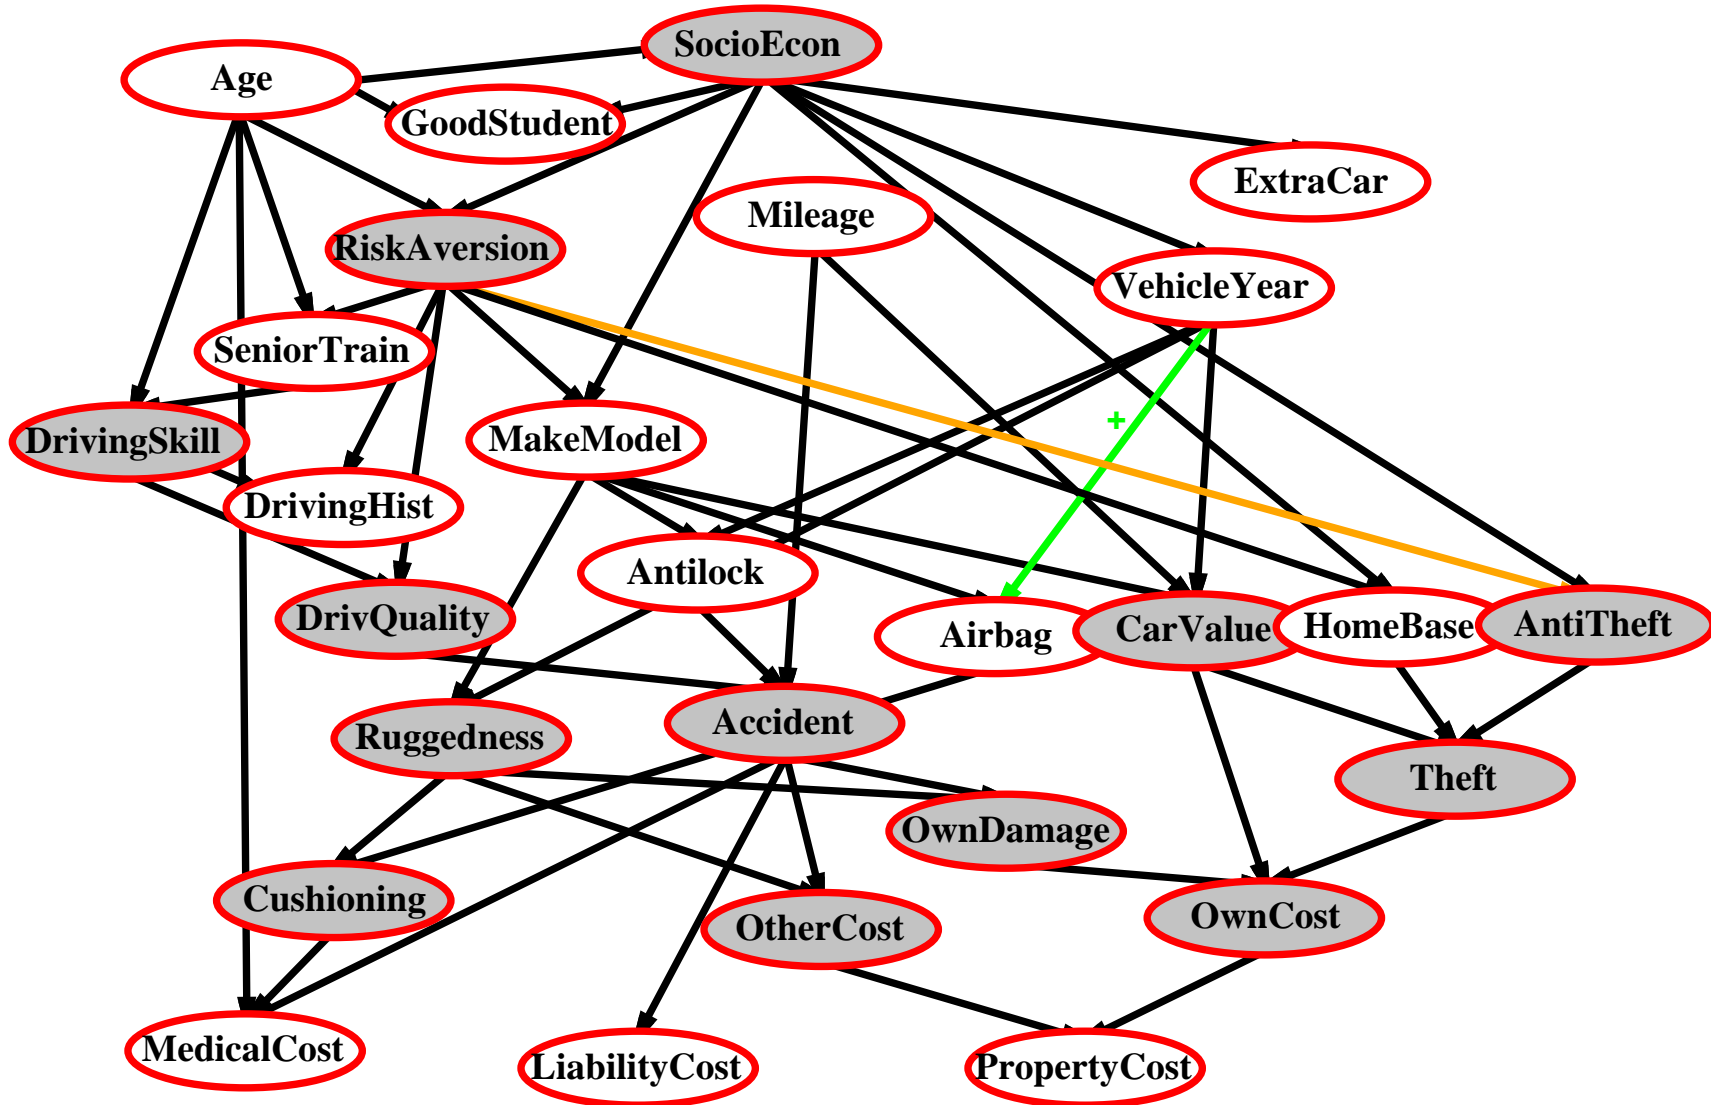 SocioEcon
Age
GoodStudent
ExtraCar
Mileage
RiskAversion
VehicleYear
SeniorTrain
DrivingSkill
MakeModel
+
DrivingHist
Antilock
DrivQuality
Airbag
CarValue
HomeBase
AntiTheft
Ruggedness
Accident
Theft
OwnDamage
Cushioning
OtherCost
OwnCost
MedicalCost
LiabilityCost
PropertyCost